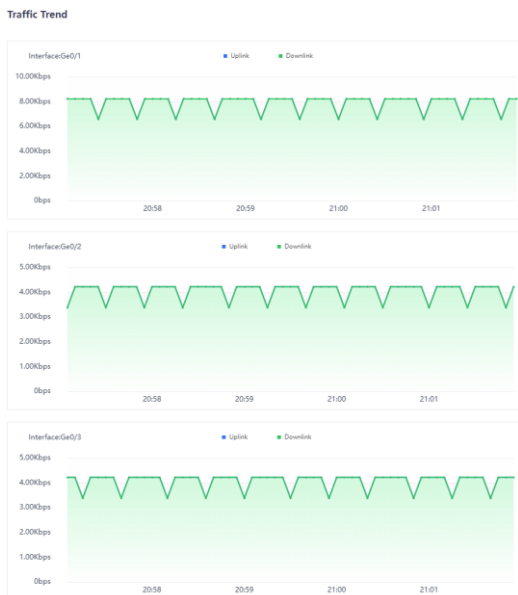 Traffic Trend
Interface:Ge0/1 Uplink Downlink
10.00Kbps
8.00Kbps
6.00Kbps
4.00Kbps
2.00Kbps
0bps
20:58 20:59 21:00 21:01
Interface:Ge0/2 Uplink Downlink
5.00Kbps
4.00Kbps
3.00Kbps
2.00Kbps
1.00Kbps
0bps
20:58 20:59 21:00 21:01
Interface:Ge0/3 Uplink Downlink
5.00Kbps
4.00Kbps
3.00Kbps
2.00Kbps
1.00Kbps
0bps
20:58 20:59 21:00 21:01